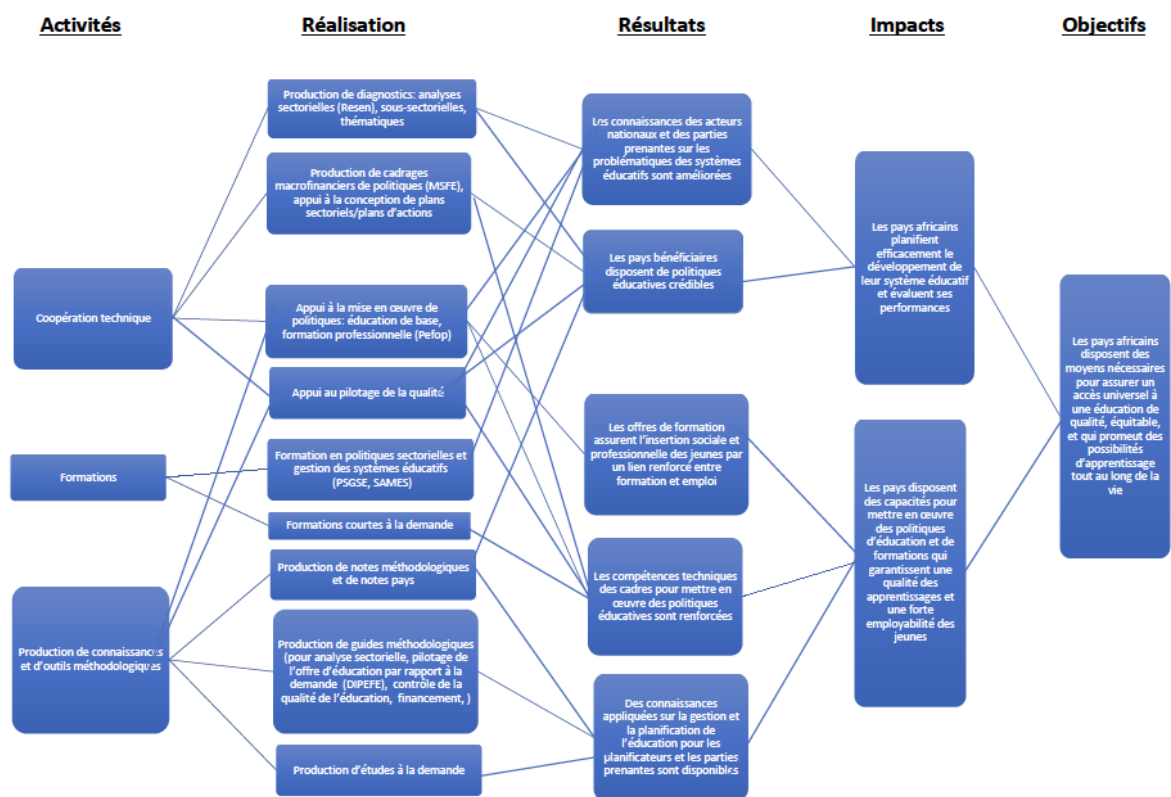 Activités
Réalisation
Résultats
Impacts
Objectifs
Coopération technique
Formations
Production de connaissances
et d'outils méthodologiques
Production de diagnostics: analyses
sectorielles (Resen), sous-sectorielles,
thématiques
Production de cadrages
macrofinanciers de politiques (MSFE),
appui à la conception de plans
sectoriels/plans d'actions
Appui à la mise en œuvre de
politiques: éducation de base,
formation professionnelle (Pefop)
Appui au pilotage de la qualité
Formation en politiques sectorielles et
gestion des systèmes éducatifs
(PSGSE, SAMES)
Formations courtes à la demande
Production de notes méthodologiques
et de notes pays
Production de guides méthodologiques
(pour analyse sectorielle, pilotage de
l'offre d'éducation par rapport à la
demande (DIPEFE), contrôle de la
qualité de l'éducation, financement, )
Production d'études à la demande
Les connaissances des acteurs
nationaux et des parties
prenantes sur les
problématiques des systèmes
éducatifs sont améliorées
Les pays bénéficiaires
disposent de politiques
éducatives crédibles
Les offres de formation
assurent l'insertion sociale et
professionnelle des jeunes par
un lien renforcé entre
formation et emploi
Les compétences techniques
des cadres pour mettre en
œuvre des politiques
éducatives sont renforcées
Des connaissances
appliquées sur la gestion et
la planification de
l'éducation pour les
planificateurs et les parties
prenantes sont disponibles
Les pays africains
planifient
efficacement le
développement de
leur système éducatif
et évaluent ses
performances
Les pays disposent
des capacités pour
mettre en œuvre
des politiques
d'éducation et de
formations qui
garantissent une
qualité des
apprentissages et
une forte
employabilité des
jeunes
Les pays africains
disposent des
moyens nécessaires
pour assurer un
accès universel à
une éducation de
qualité, équitable,
et qui promeut des
possibilités
d'apprentissage
tout au long de la
vie